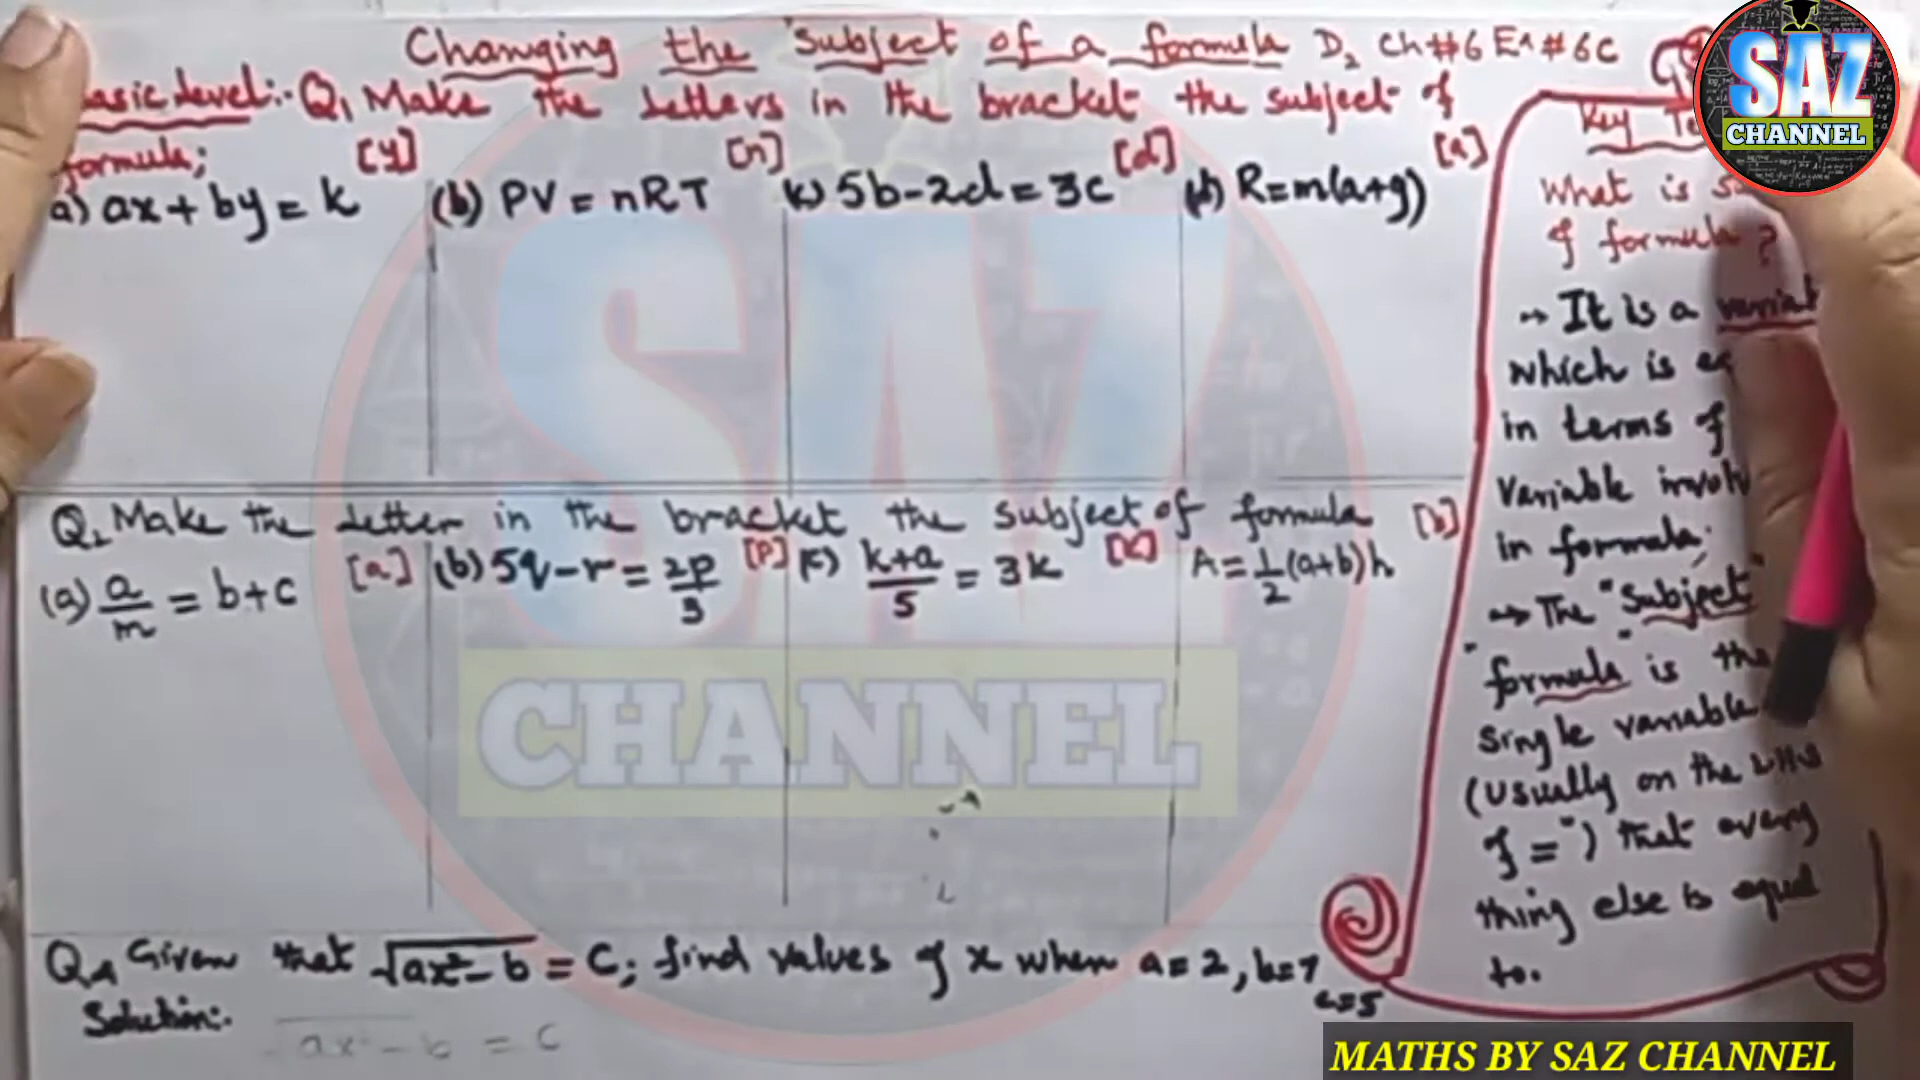 Changing the Subject of a formula D2 Ch#6 Ex#6C
basic level:- Q1 Make the letters in the bracket the subject of
formula;
[y] [n] [d] [a]
a) ax + by = k (b) PV = nRT (c) 5b-2d = 3c (d) R=m(a+g)
Q2 Make the letter in the bracket the subject of formula [b]
(a) a/m = b+c [a] (b) 5q-r = 2p/3 [p] (c) k+a/5 = 3k [k] A = 1/2(a+b)h
Q4 Given that √ax²-b = c; find values of x when a=2, b=7
c=5
Solution:.
√ax²-b = c
Key
What is
of formula?
→ It is a
which is
in terms of
variable
in formula.
→ The "Subject"
"formula" is the
single variable
(usually on the LHS
of =") that every
thing else is equal
to.
SAZ
CHANNEL
SAZ
CHANNEL
MATHS BY SAZ CHANNEL